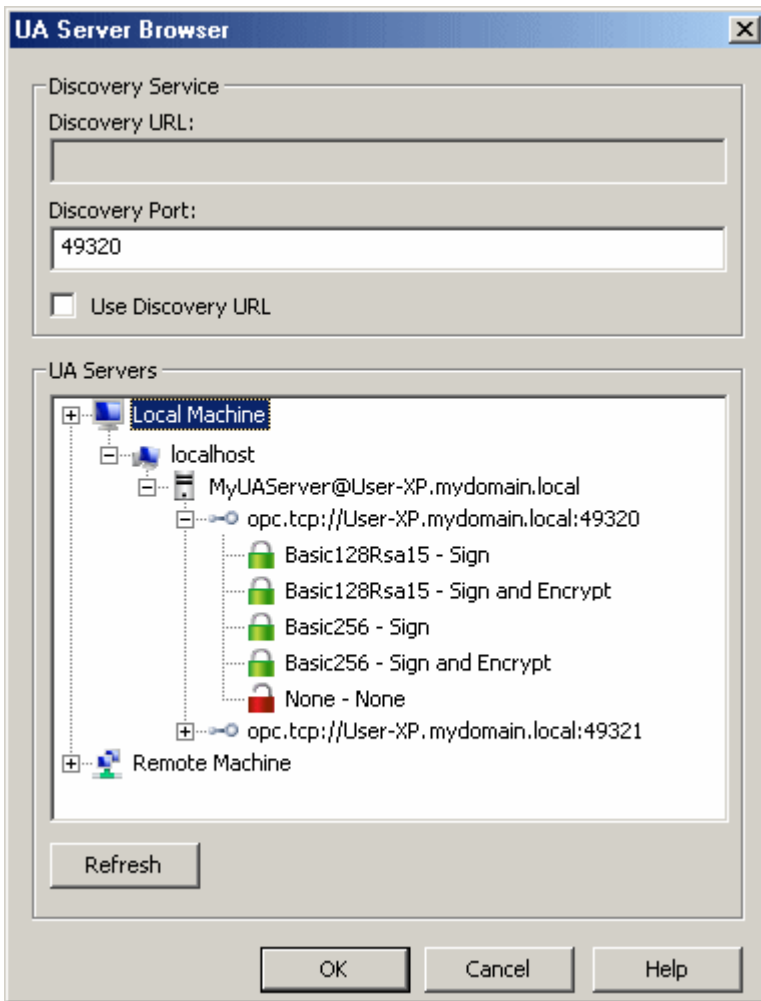 UA Server Browser
Discovery Service
Discovery URL:
Discovery Port:
49320
Use Discovery URL
UA Servers
Local Machine
localhost
MyUAServer@User-XP.mydomain.local
opc.tcp://User-XP.mydomain.local:49320
Basic128Rsa15 - Sign
Basic128Rsa15 - Sign and Encrypt
Basic256 - Sign
Basic256 - Sign and Encrypt
None - None
opc.tcp://User-XP.mydomain.local:49321
Remote Machine
Refresh
OK Cancel Help